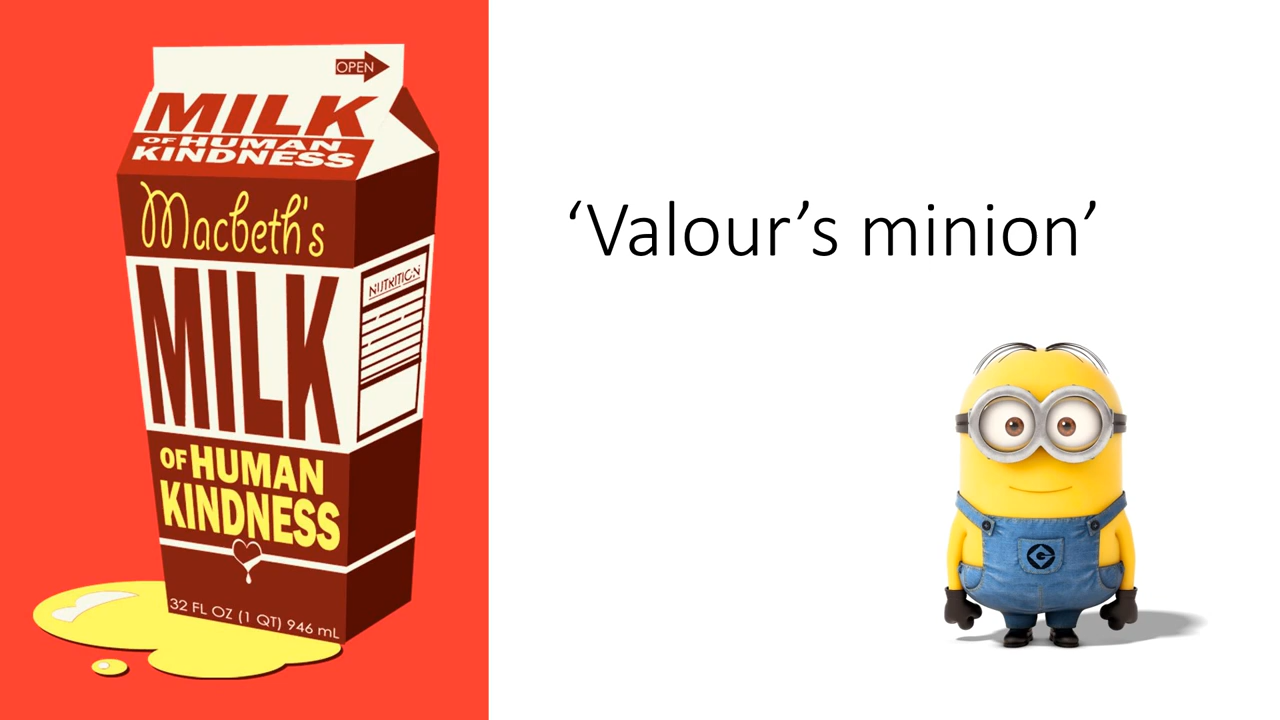 OPEN
MILK
OF HUMAN
KINDNESS
Macbeth's
MILK
NUTRITION
OF HUMAN
KINDNESS
32 FL OZ (1 QT) 946 mL
‘Valour’s minion’